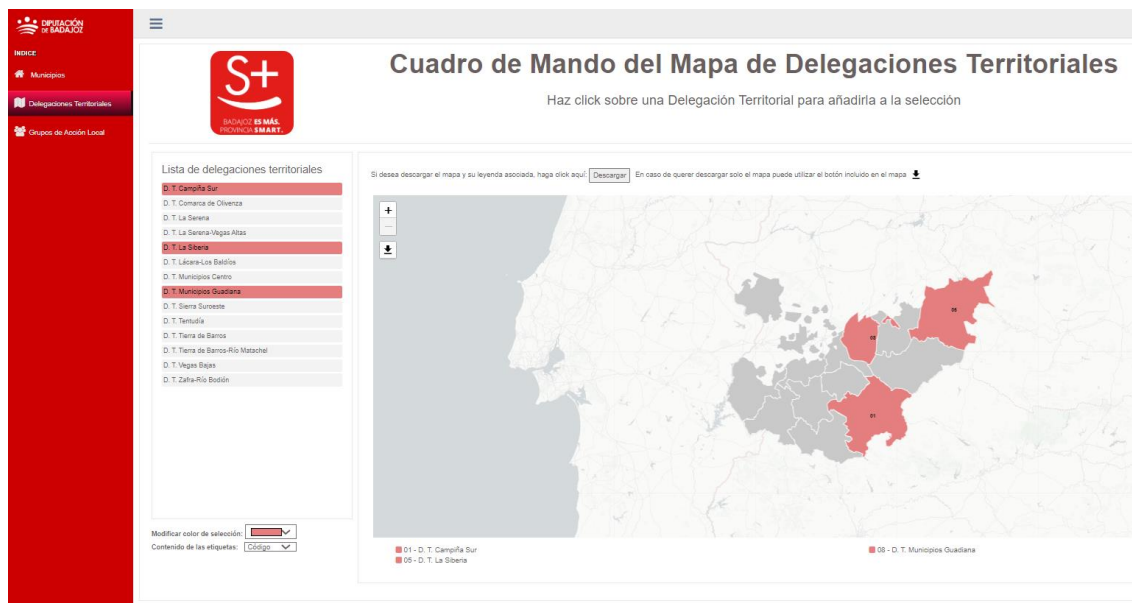 DIPUTACIÓN
DE BADAJOZ
ÍNDICE
Municipios
Delegaciones Territoriales
Grupos de Acción Local
S+
BADAJOZ ES MÁS.
PROVINCIA SMART.
Cuadro de Mando del Mapa de Delegaciones Territoriales
Haz click sobre una Delegación Territorial para añadirla a la selección
Lista de delegaciones territoriales
D. T. Campiña Sur
D. T. Comarca de Olivenza
D. T. La Serena
D. T. La Serena-Vegas Altas
D. T. La Siberia
D. T. Lácara-Los Baldíos
D. T. Municipios Centro
D. T. Municipios Guadiana
D. T. Sierra Suroeste
D. T. Tentudía
D. T. Tierra de Barros
D. T. Tierra de Barros-Río Matachel
D. T. Vegas Bajas
D. T. Zafra-Río Bodión
Modificar color de selección:
Contenido de las etiquetas: Código
Si desea descargar el mapa y su leyenda asociada, haga click aquí: Descargar En caso de querer descargar solo el mapa puede utilizar el botón incluido en el mapa
+
−
08
01
01 - D. T. Campiña Sur
05 - D. T. La Siberia
08 - D. T. Municipios Guadiana